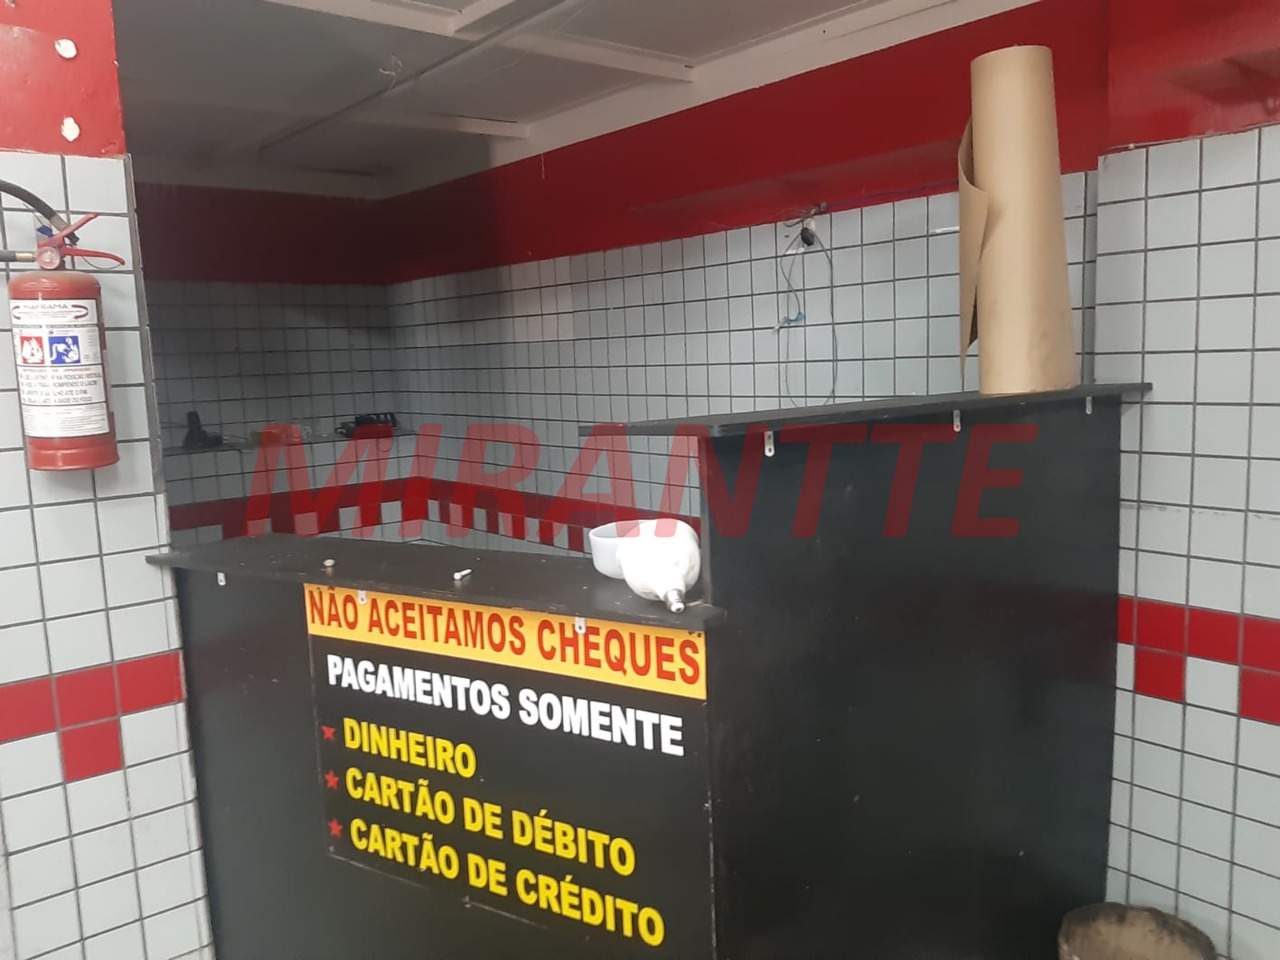 MIRANTTE
NÃO ACEITAMOS CHEQUES
PAGAMENTOS SOMENTE
DINHEIRO
CARTÃO DE DÉBITO
CARTÃO DE CRÉDITO